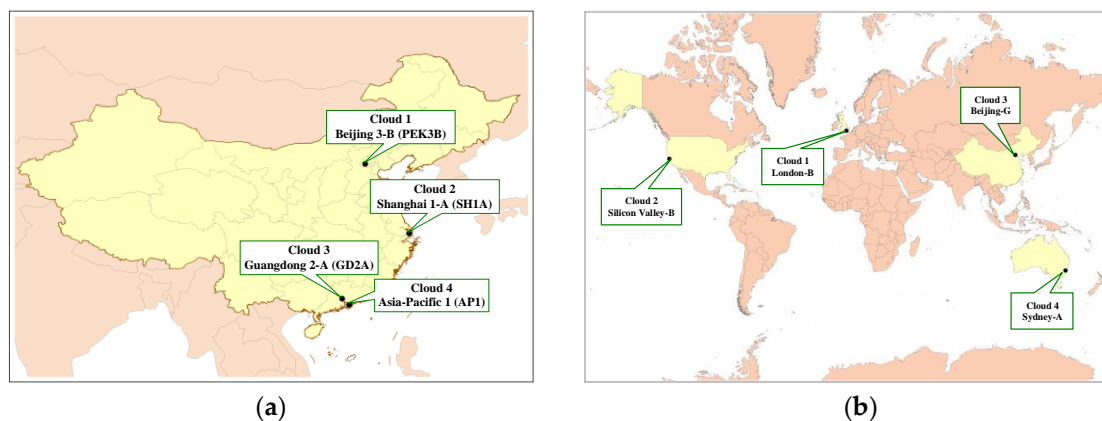 Cloud 1
Beijing 3-B (PEK3B)
Cloud 2
Shanghai 1-A (SH1A)
Cloud 3
Guangdong 2-A (GD2A)
Cloud 4
Asia-Pacific 1 (AP1)
(a)
Cloud 3
Beijing-G
Cloud 1
London-B
Cloud 2
Silicon Valley-B
Cloud 4
Sydney-A
(b)